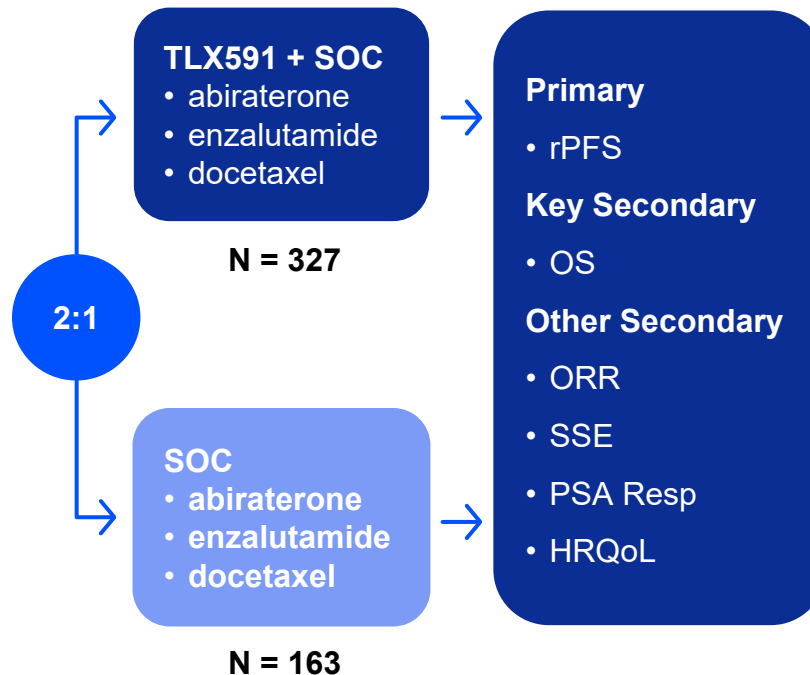 2:1
TLX591 + SOC
• abiraterone
• enzalutamide
• docetaxel
N = 327
SOC
• abiraterone
• enzalutamide
• docetaxel
N = 163
Primary
• rPFS
Key Secondary
• OS
Other Secondary
• ORR
• SSE
• PSA Resp
• HRQoL